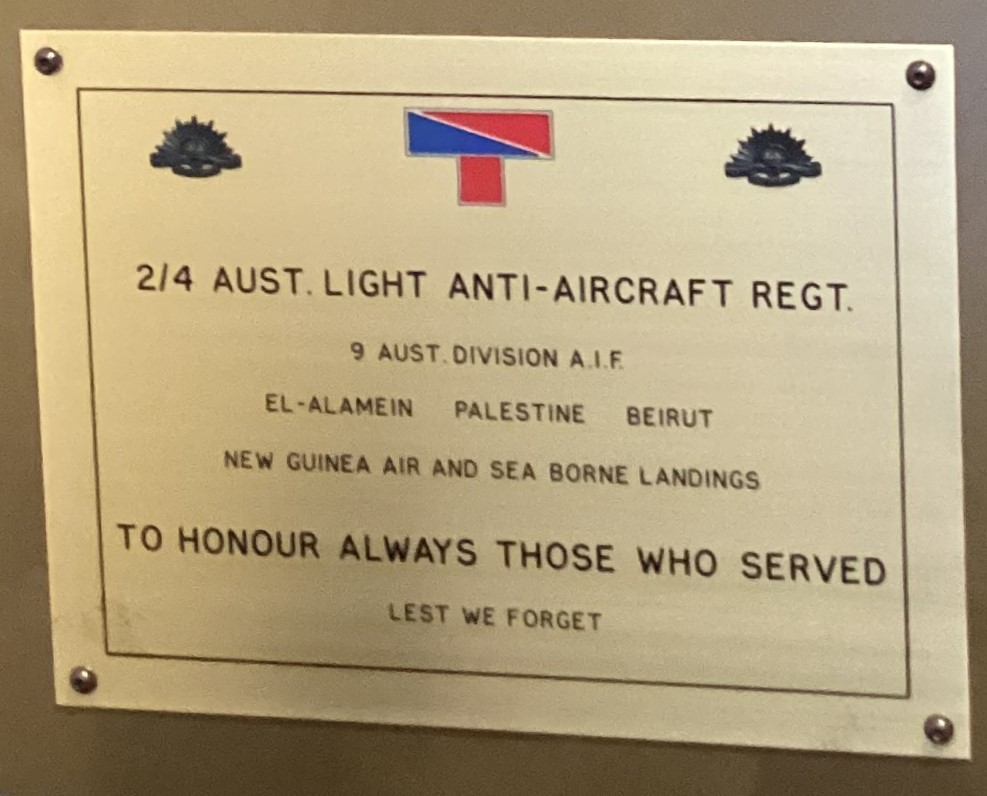 2/4 AUST. LIGHT ANTI-AIRCRAFT REGT.
9 AUST. DIVISION A.I.F.
EL-ALAMEIN PALESTINE BEIRUT
NEW GUINEA AIR AND SEA BORNE LANDINGS
TO HONOUR ALWAYS THOSE WHO SERVED
LEST WE FORGET